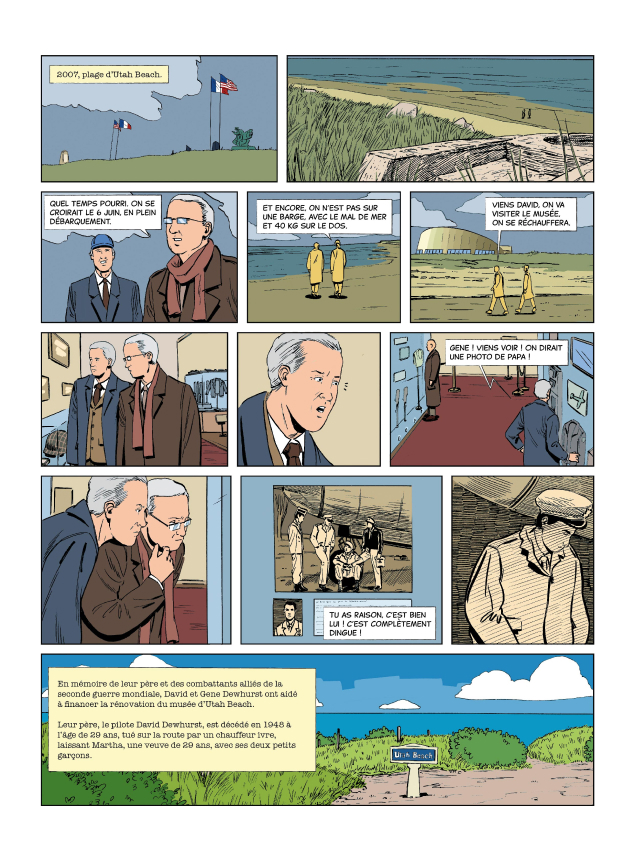 2007, plage d'Utah Beach.
QUEL TEMPS POURRI. ON SE
CROIRAIT LE 6 JUIN, EN PLEIN
DÉBARQUEMENT.
ET ENCORE, ON N'EST PAS SUR
UNE BARGE, AVEC LE MAL DE MER
ET 40 KG SUR LE DOS.
VIENS DAVID, ON VA
VISITER LE MUSÉE,
ON SE RÉCHAUFFERA.
GENE ! VIENS VOIR ! ON DIRAIT
UNE PHOTO DE PAPA !
TU AS RAISON, C'EST BIEN
LUI ! C'EST COMPLÈTEMENT
DINGUE !
En mémoire de leur père et des combattants alliés de la
seconde guerre mondiale, David et Gene Dewhurst ont aidé
à financer la rénovation du musée d'Utah Beach.
Leur père, le pilote David Dewhurst, est décédé en 1948 à
l'âge de 29 ans, tué sur la route par un chauffeur ivre,
laissant Martha, une veuve de 29 ans, avec ses deux petits
garçons.
Utah Beach